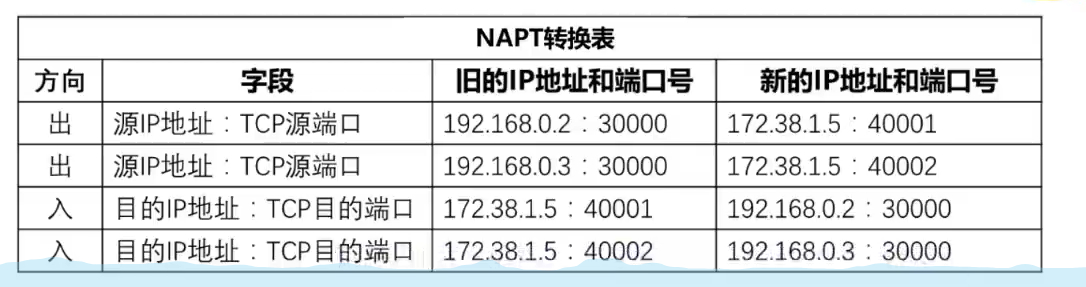 NAPT转换表
方向 字段 旧的IP地址和端口号 新的IP地址和端口号
出 源IP地址：TCP源端口 192.168.0.2：30000 172.38.1.5：40001
出 源IP地址：TCP源端口 192.168.0.3：30000 172.38.1.5：40002
入 目的IP地址：TCP目的端口 172.38.1.5：40001 192.168.0.2：30000
入 目的IP地址：TCP目的端口 172.38.1.5：40002 192.168.0.3：30000